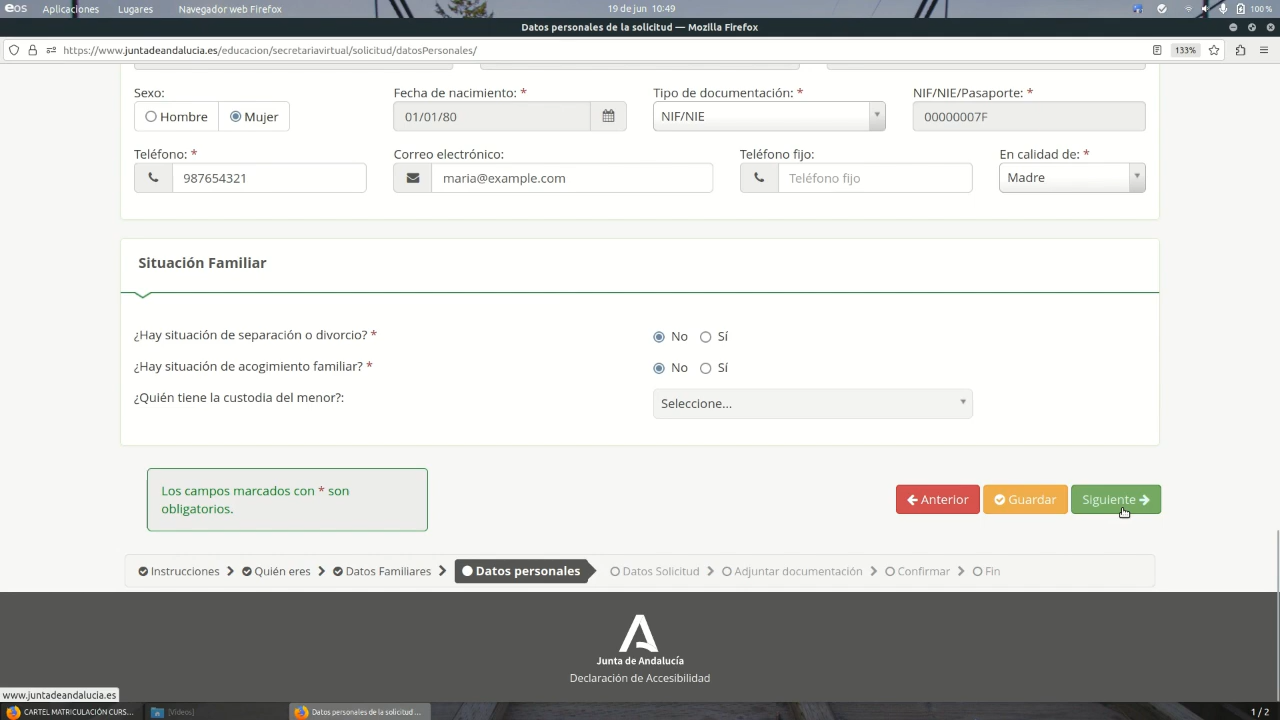 eos Aplicaciones Lugares Navegador web Firefox 19 de jun 10:49 100 %
Datos personales de la solicitud — Mozilla Firefox
https://www.juntadeandalucia.es/educacion/secretariavirtual/solicitud/datosPersonales/ 133%
Sexo: Fecha de nacimiento: * Tipo de documentación: * NIF/NIE/Pasaporte: *
Hombre Mujer 01/01/80 NIF/NIE 00000007F
Teléfono: * Correo electrónico: Teléfono fijo: En calidad de: *
987654321 maria@example.com Teléfono fijo Madre
Situación Familiar
¿Hay situación de separación o divorcio? * No Sí
¿Hay situación de acogimiento familiar? * No Sí
¿Quién tiene la custodia del menor?: Seleccione...
Los campos marcados con * son
obligatorios.
Anterior Guardar Siguiente
Instrucciones Quién eres Datos Familiares Datos personales Datos Solicitud Adjuntar documentación Confirmar Fin
Junta de Andalucía
Declaración de Accesibilidad
www.juntadeandalucia.es
CARTEL MATRICULACIÓN CURS... [Vídeos] Datos personales de la solicitud ... 1 / 2